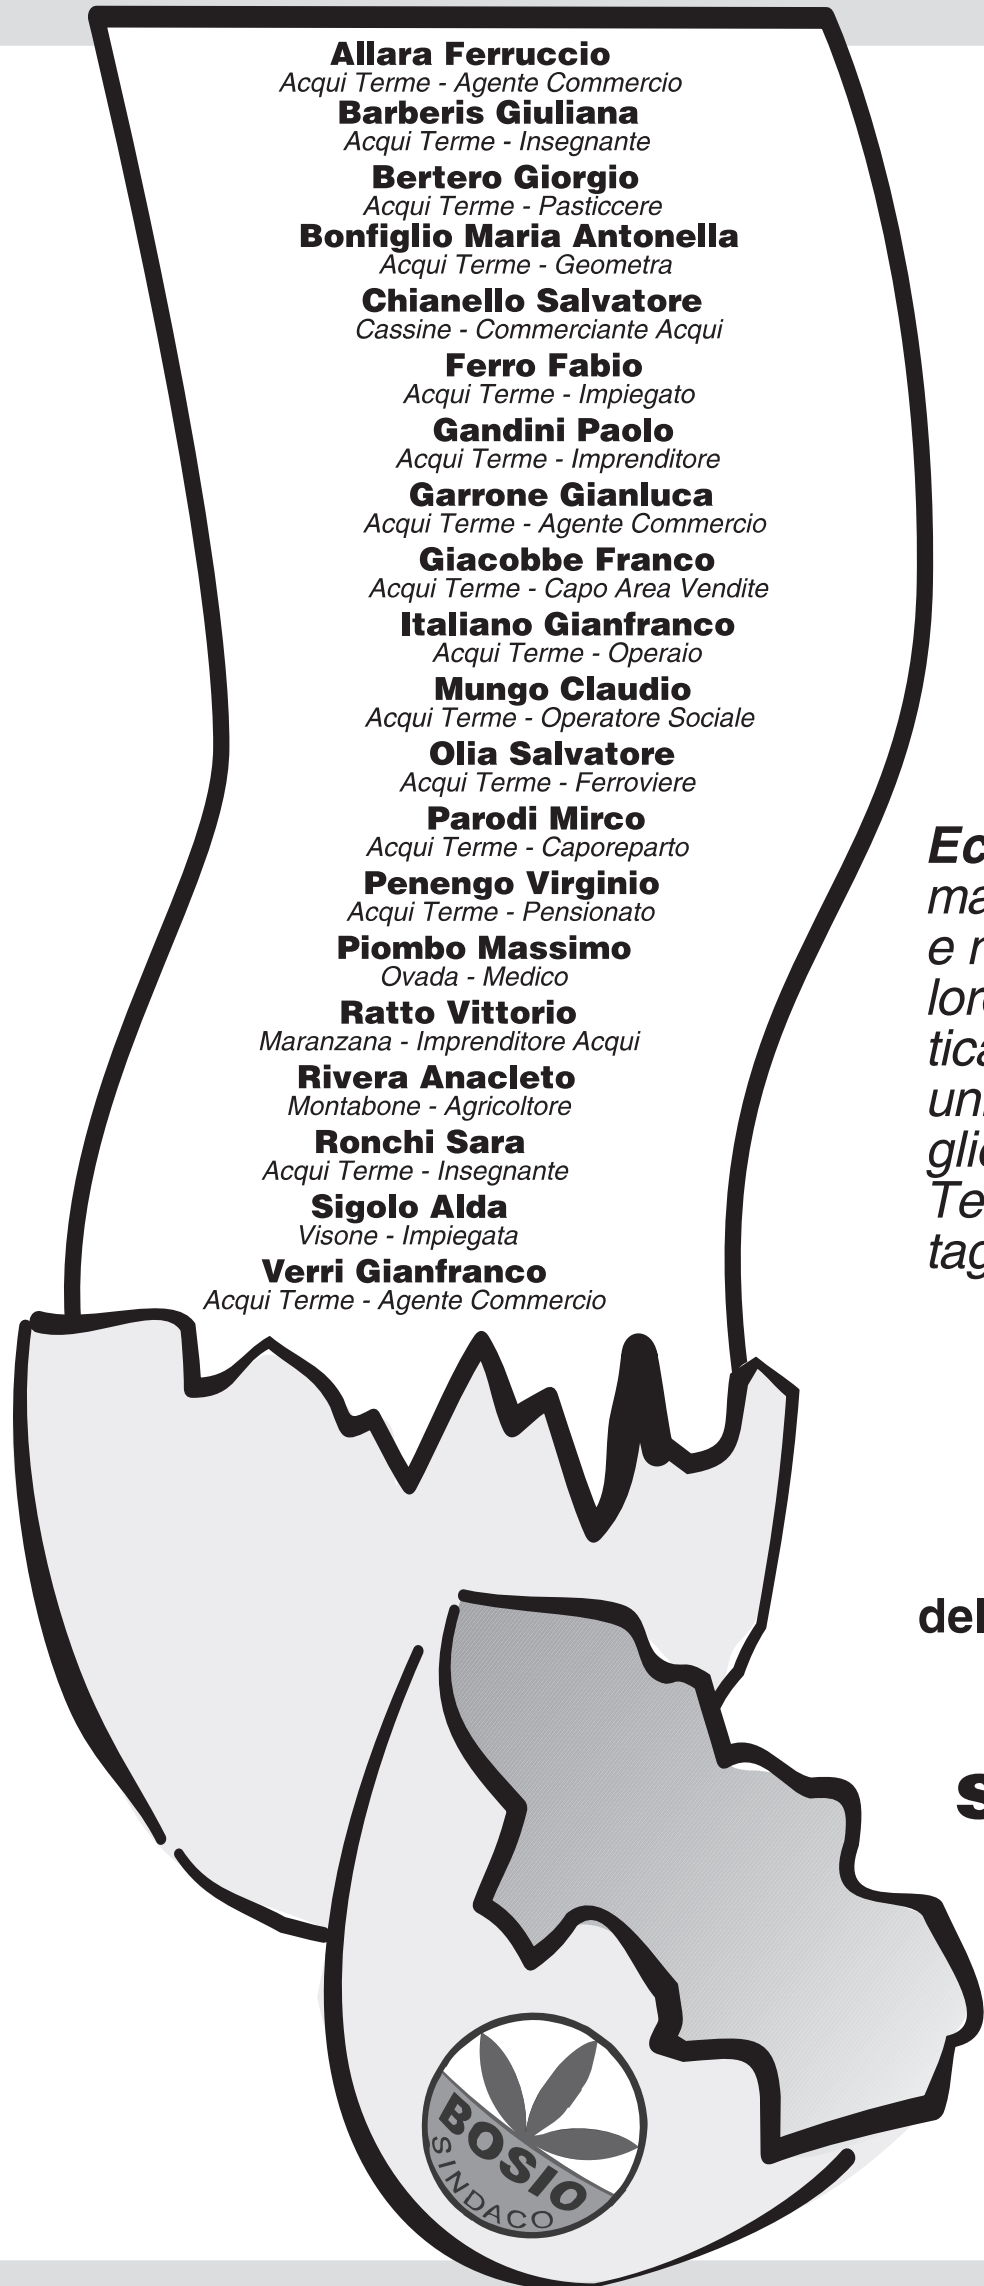 Allara Ferruccio
Acqui Terme - Agente Commercio
Barberis Giuliana
Acqui Terme - Insegnante
Bertero Giorgio
Acqui Terme - Pasticcere
Bonfiglio Maria Antonella
Acqui Terme - Geometra
Chianello Salvatore
Cassine - Commerciante Acqui
Ferro Fabio
Acqui Terme - Impiegato
Gandini Paolo
Acqui Terme - Imprenditore
Garrone Gianluca
Acqui Terme - Agente Commercio
Giacobbe Franco
Acqui Terme - Capo Area Vendite
Italiano Gianfranco
Acqui Terme - Operaio
Mungo Claudio
Acqui Terme - Operatore Sociale
Olia Salvatore
Acqui Terme - Ferroviere
Parodi Mirco
Acqui Terme - Caporeparto
Penengo Virginio
Acqui Terme - Pensionato
Piombo Massimo
Ovada - Medico
Ratto Vittorio
Maranzana - Imprenditore Acqui
Rivera Anacleto
Montabone - Agricoltore
Ronchi Sara
Acqui Terme - Insegnante
Sigolo Alda
Visone - Impiegata
Verri Gianfranco
Acqui Terme - Agente Commercio
BOSIO
SINDACO
del